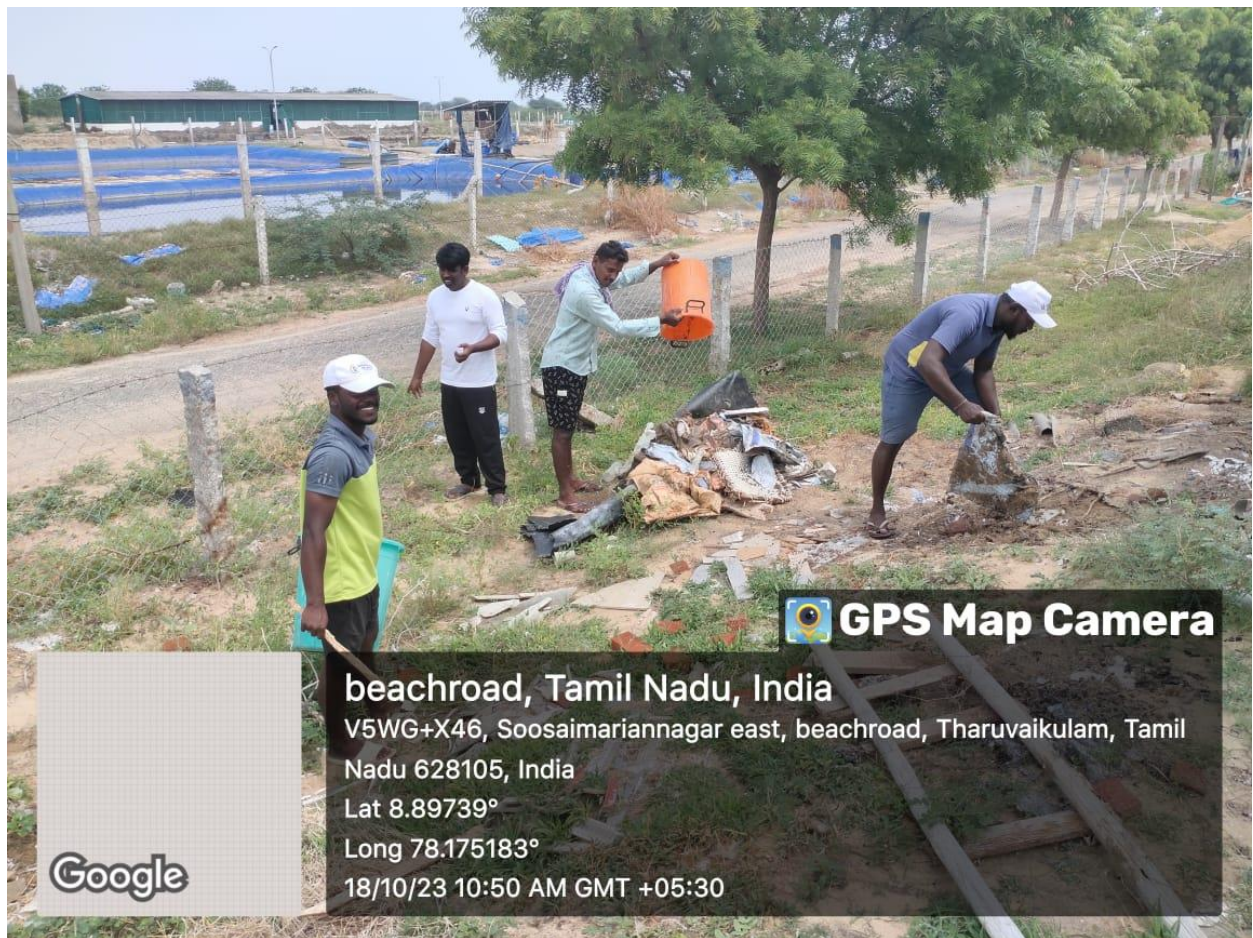 GPS Map Camera
beachroad, Tamil Nadu, India
V5WG+X46, Soosaimariannagar east, beachroad, Tharuvaikulam, Tamil
Nadu 628105, India
Lat 8.89739°
Long 78.175183°
18/10/23 10:50 AM GMT +05:30
Google